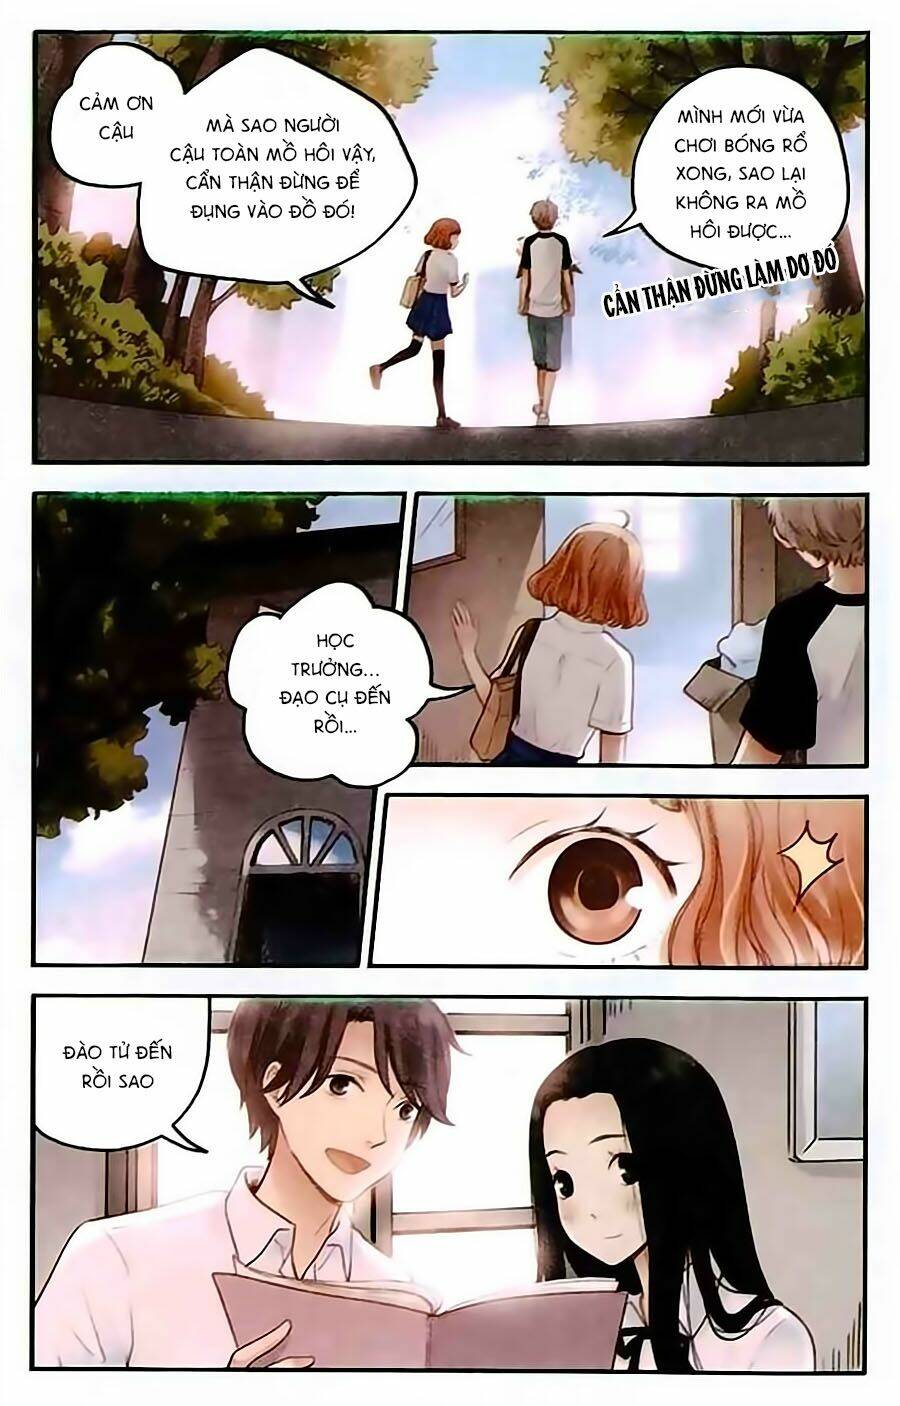 CẢM ƠN
CẬU
MÀ SAO NGƯỜI
CẬU TOÀN MỒ HÔI VẬY,
CẨN THẬN ĐỪNG ĐỂ
ĐỤNG VÀO ĐỒ ĐÓ!
MÌNH MỚI VỪA
CHƠI BÓNG RỔ
XONG, SAO LẠI
KHÔNG RA MỒ
HÔI ĐƯỢC...
CẨN THẬN ĐỪNG LÀM DƠ ĐÓ
HỌC
TRƯỞNG...
ĐẠO CỤ ĐẾN
RỒI...
ĐÀO TỬ ĐẾN
RỒI SAO